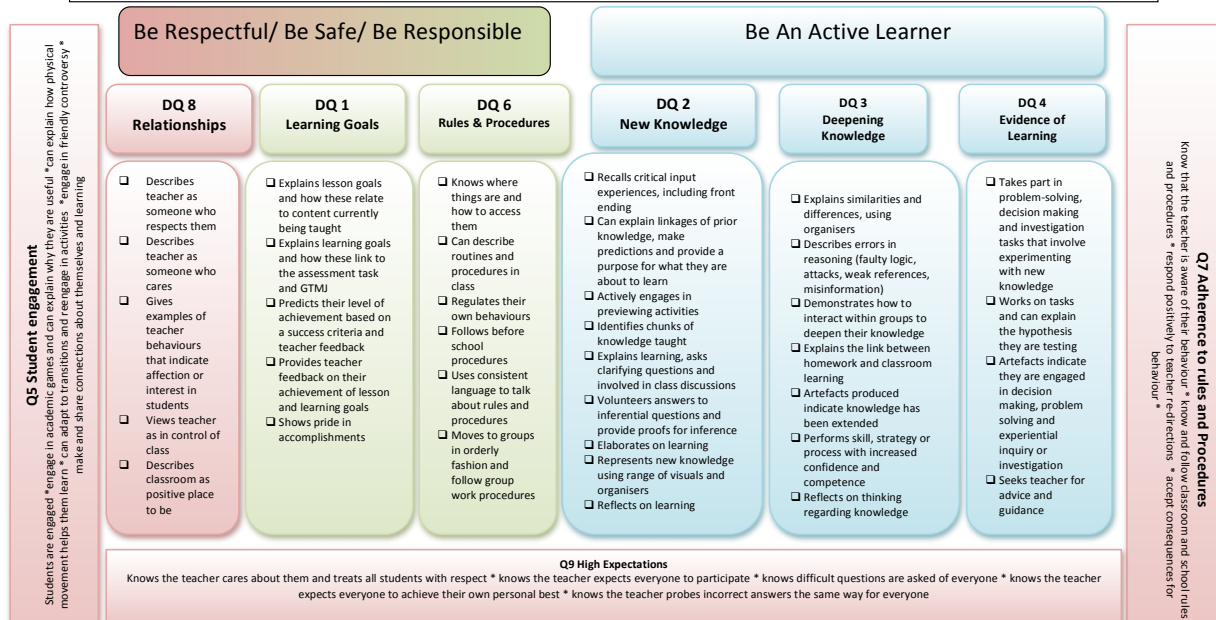 Be Respectful/ Be Safe/ Be Responsible
Be An Active Learner
Q5 Student engagement
Students are engaged *engage in academic games and can explain why they are useful *can explain how physical
movement helps them learn * can adapt to transitions and reengage in activities *engage in friendly controversy *
make and share connections about themselves and learning
DQ 8
Relationships
❑ Describes
teacher as
someone who
respects them
❑ Describes
teacher as
someone who
cares
❑ Gives
examples of
teacher
behaviours
that indicate
affection or
interest in
students
❑ Views teacher
as in control of
class
❑ Describes
classroom as
positive place
to be
DQ 1
Learning Goals
❑ Explains lesson goals
and how these relate
to content currently
being taught
❑ Explains learning goals
and how these link to
the assessment task
and GTMJ
❑ Predicts their level of
achievement based on
a success criteria and
teacher feedback
❑ Provides teacher
feedback on their
achievement of lesson
and learning goals
❑ Shows pride in
accomplishments
DQ 6
Rules & Procedures
❑ Knows where
things are and
how to access
them
❑ Can describe
routines and
procedures in
class
❑ Regulates their
own behaviours
❑ Follows before
school
procedures
❑ Uses consistent
language to talk
about rules and
procedures
❑ Moves to groups
in orderly
fashion and
follow group
work procedures
DQ 2
New Knowledge
❑ Recalls critical input
experiences, including front
ending
❑ Can explain linkages of prior
knowledge, make
predictions and provide a
purpose for what they are
about to learn
❑ Actively engages in
previewing activities
❑ Identifies chunks of
knowledge taught
❑ Explains learning, asks
clarifying questions and
involved in class discussions
❑ Volunteers answers to
inferential questions and
provide proofs for inference
❑ Elaborates on learning
❑ Represents new knowledge
using range of visuals and
organisers
❑ Reflects on learning
DQ 3
Deepening
Knowledge
❑ Explains similarities and
differences, using
organisers
❑ Describes errors in
reasoning (faulty logic,
attacks, weak references,
misinformation)
❑ Demonstrates how to
interact within groups to
deepen their knowledge
❑ Explains the link between
homework and classroom
learning
❑ Artefacts produced
indicate knowledge has
been extended
❑ Performs skill, strategy or
process with increased
confidence and
competence
❑ Reflects on thinking
regarding knowledge
DQ 4
Evidence of
Learning
❑ Takes part in
problem-solving,
decision making
and investigation
tasks that involve
experimenting
with new
knowledge
❑ Works on tasks
and can explain
the hypothesis
they are testing
❑ Artefacts indicate
they are engaged
in decision
making, problem
solving and
experiential
inquiry or
investigation
❑ Seeks teacher for
advice and
guidance
Q7 Adherence to rules and Procedures
Know that the teacher is aware of their behaviour * know and follow classroom and school rules
and procedures * respond positively to teacher re-directions * accept consequences for
behaviour *
Q9 High Expectations
Knows the teacher cares about them and treats all students with respect * knows the teacher expects everyone to participate * knows difficult questions are asked of everyone * knows the teacher
expects everyone to achieve their own personal best * knows the teacher probes incorrect answers the same way for everyone